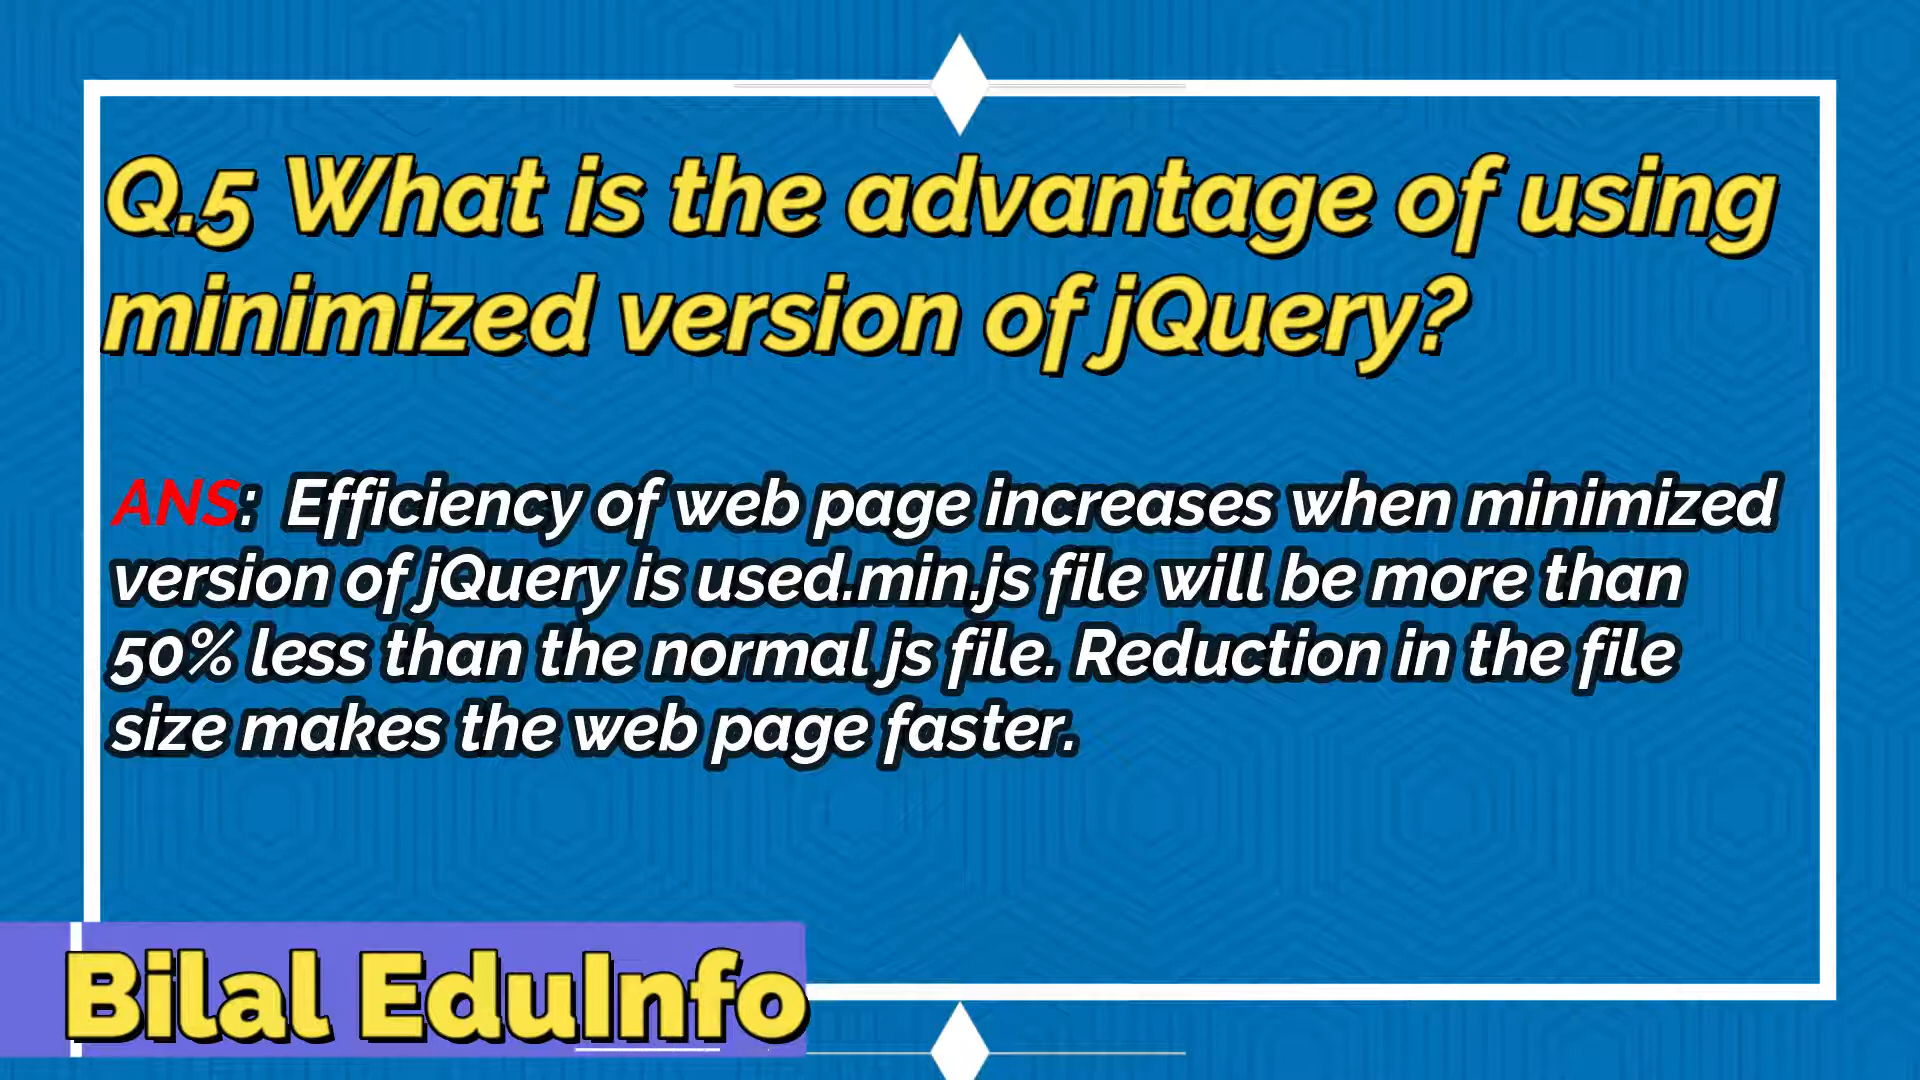 Q.5 What is the advantage of using
minimized version of jQuery?
ANS: Efficiency of web page increases when minimized
version of jQuery is used.min.js file will be more than
50% less than the normal js file. Reduction in the file
size makes the web page faster.
Bilal EduInfo